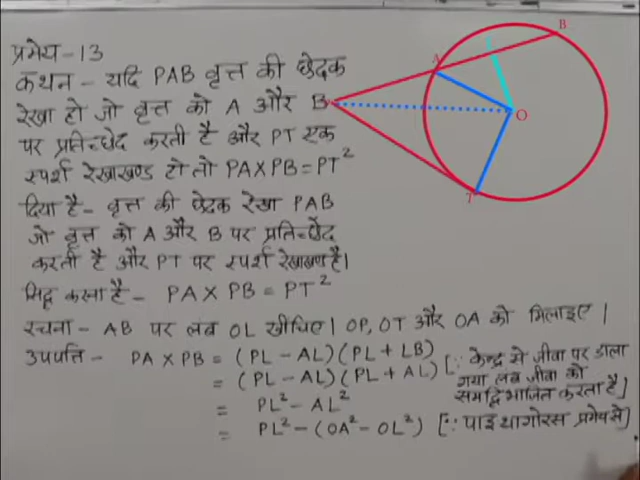 प्रमेय-13
कथन - यदि PAB वृत्त की छेदक
रेखा हो जो वृत्त को A और B
पर प्रतिच्छेद करती है और PT एक
स्पर्श रेखाखण्ड हो तो PA×PB=PT²
दिया है - वृत्त की छेदक रेखा PAB
जो वृत्त को A और B पर प्रतिच्छेद
करती है और PT पर स्पर्श रेखाखण्ड है।
सिद्ध करना है - PA × PB = PT²
रचना - AB पर लंब OL खींचिए। OP, OT और OA को मिलाइए।
उपपत्ति - PA × PB = (PL - AL)(PL + LB)
= (PL - AL)(PL + AL) [∵ केन्द्र से जीवा पर डाला
गया लंब जीवा को
समद्विभाजित करता है]
= PL² - AL²
= PL² - (OA² - OL²) [∵ पाइथागोरस प्रमेय से]
A
B
O
T